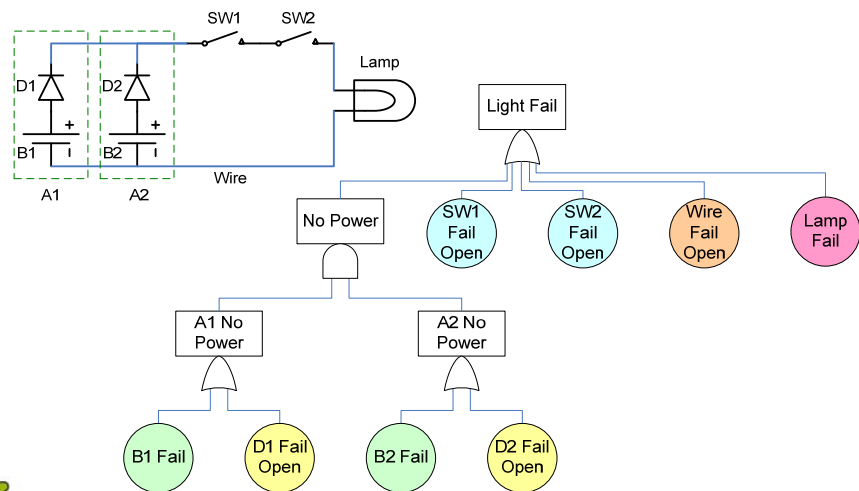 SW1
SW2
Lamp
D1
D2
+
+
B1
B2
-
-
Wire
A1
A2
Light Fail
No Power
SW1
Fail
Open
SW2
Fail
Open
Wire
Fail
Open
Lamp
Fail
A1 No
Power
A2 No
Power
B1 Fail
D1 Fail
Open
B2 Fail
D2 Fail
Open